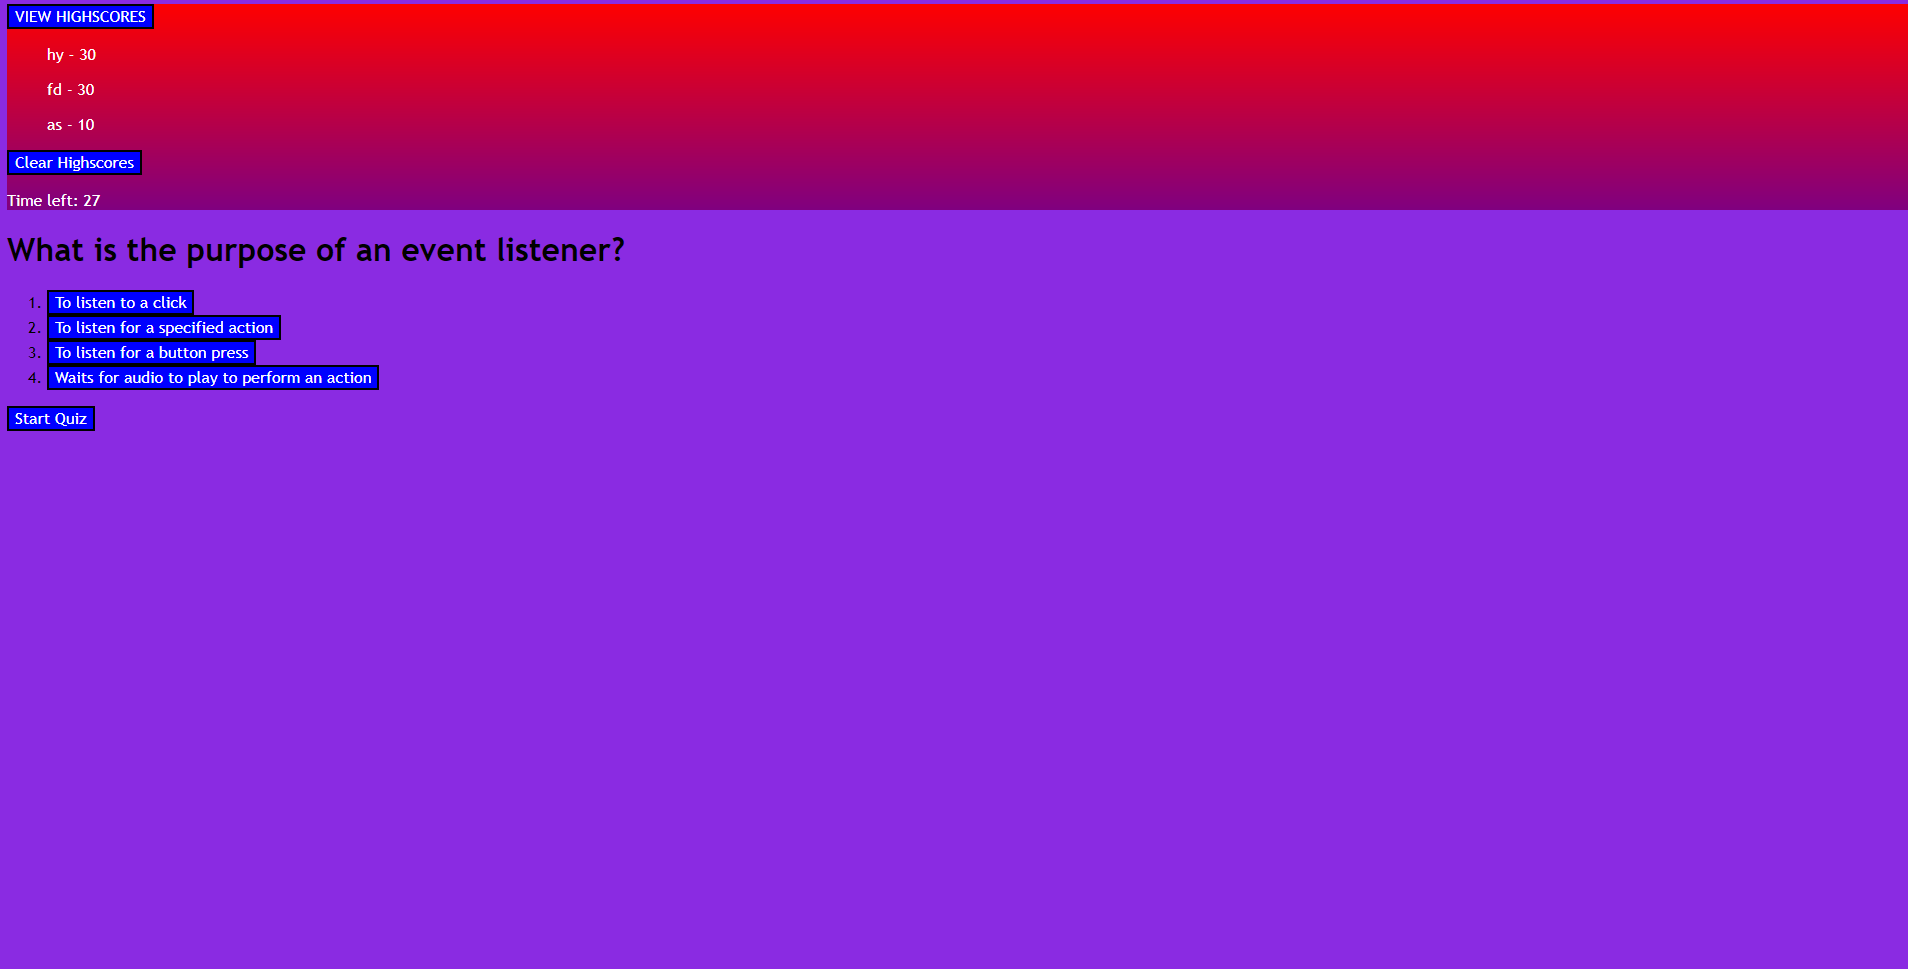 VIEW HIGHSCORES
hy - 30
fd - 30
as - 10
Clear Highscores
Time left: 27
What is the purpose of an event listener?
1. To listen to a click
2. To listen for a specified action
3. To listen for a button press
4. Waits for audio to play to perform an action
Start Quiz